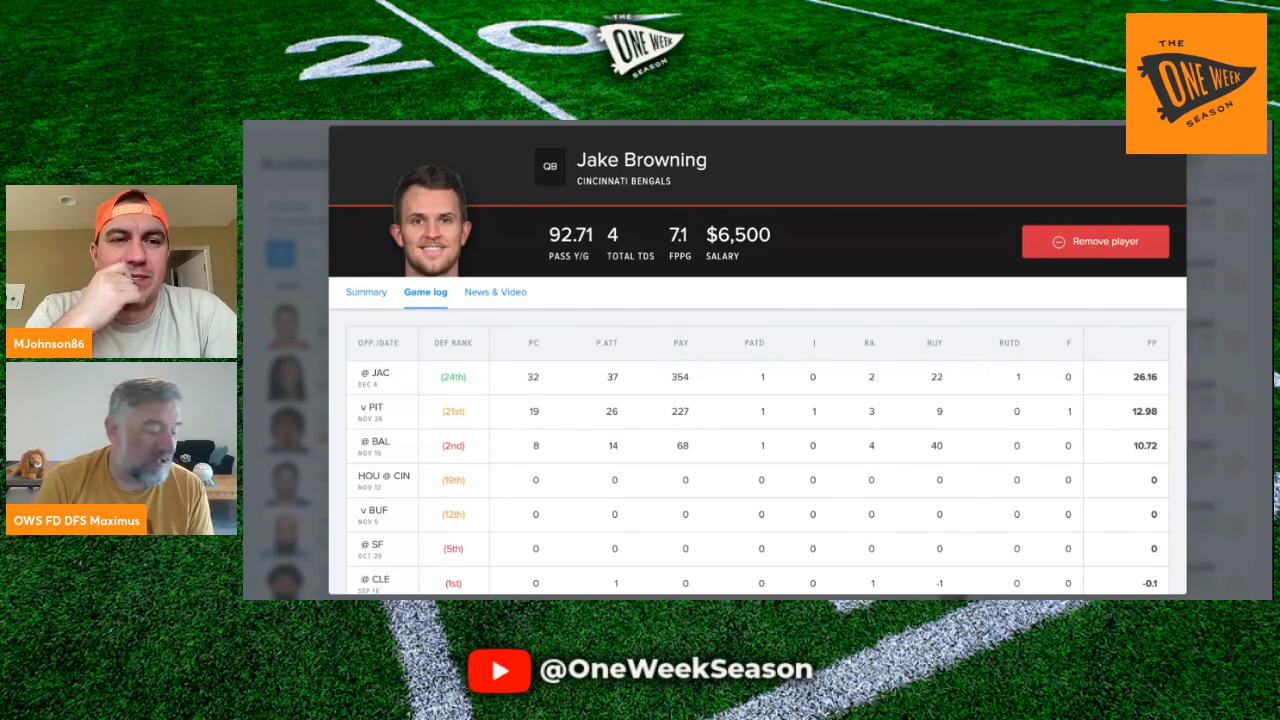 2 0
THE
ONE WEEK
SEASON
THE
ONE WEEK
SEASON
QB
Jake Browning
CINCINNATI BENGALS
92.71 4 7.1 $6,500
PASS Y/G TOTAL TDS FPPG SALARY
Remove player
Summary Game log News & Video
OPP./DATE DEF RANK PC P.ATT PAY PATD I RA RUY RUTD F FP
@ JAC (24th) 32 37 354 1 0 2 22 1 0 26.16
DEC 4
v PIT (21st) 19 26 227 1 1 3 9 0 1 12.98
NOV 26
@ BAL (2nd) 8 14 68 1 0 4 40 0 0 10.72
NOV 16
HOU @ CIN (19th) 0 0 0 0 0 0 0 0 0 0
NOV 12
v BUF (12th) 0 0 0 0 0 0 0 0 0 0
NOV 5
@ SF (5th) 0 0 0 0 0 0 0 0 0 0
OCT 29
@ CLE (1st) 0 1 0 0 0 1 -1 0 0 -0.1
SEP 10
MJohnson86
OWS FD DFS Maximus
@OneWeekSeason